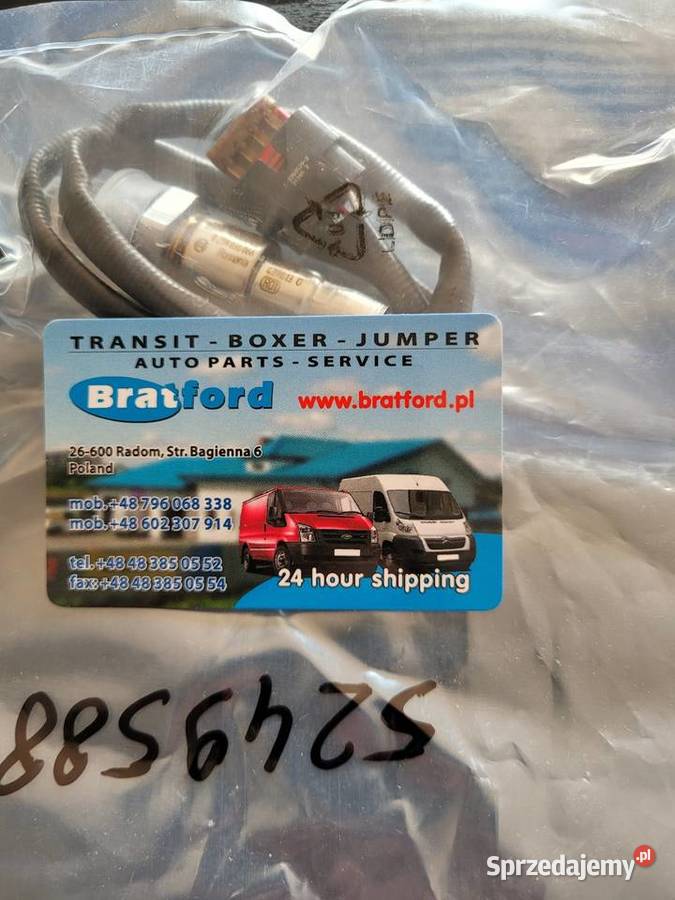 LDPE
TRANSIT - BOXER - JUMPER
AUTO PARTS - SERVICE
Bratford www.bratford.pl
26-600 Radom, Str. Bagienna 6
Poland
mob.+48 796 068 338
mob.+48 602 307 914
tel.+48 48 385 05 52
fax:+48 48 385 05 54
24 hour shipping
5249588
Sprzedajemy.pl